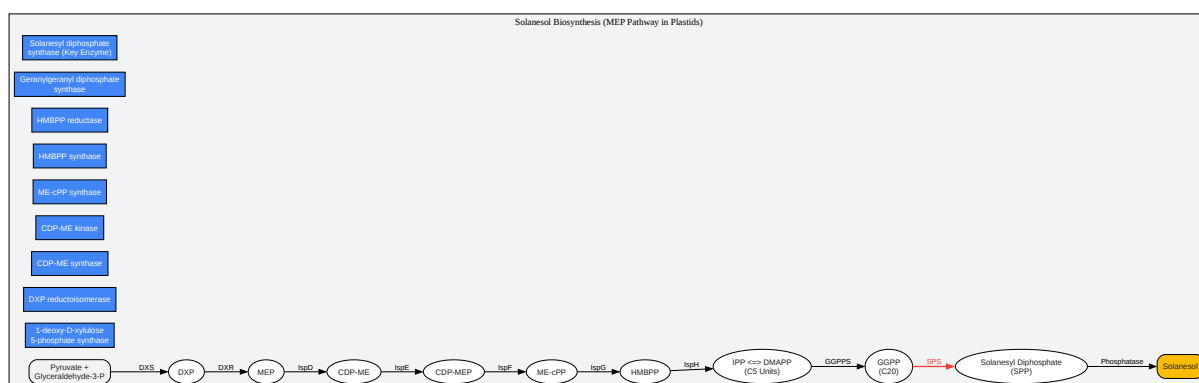 Solanesol Biosynthesis (MEP Pathway in Plastids)
Solanesyl diphosphate
synthase (Key Enzyme)
Geranylgeranyl diphosphate
synthase
HMBPP reductase
HMBPP synthase
ME-cPP synthase
CDP-ME kinase
CDP-ME synthase
DXP reductoisomerase
1-deoxy-D-xylulose
5-phosphate synthase
Pyruvate +
Glyceraldehyde-3-P
DXS
DXP
DXR
MEP
IspD
CDP-ME
IspE
CDP-MEP
IspF
ME-cPP
IspG
HMBPP
IspH
IPP <=> DMAPP
(C5 Units)
GGPPS
GGPP
(C20)
SPS
Solanesyl Diphosphate
(SPP)
Phosphatase
Solanesol